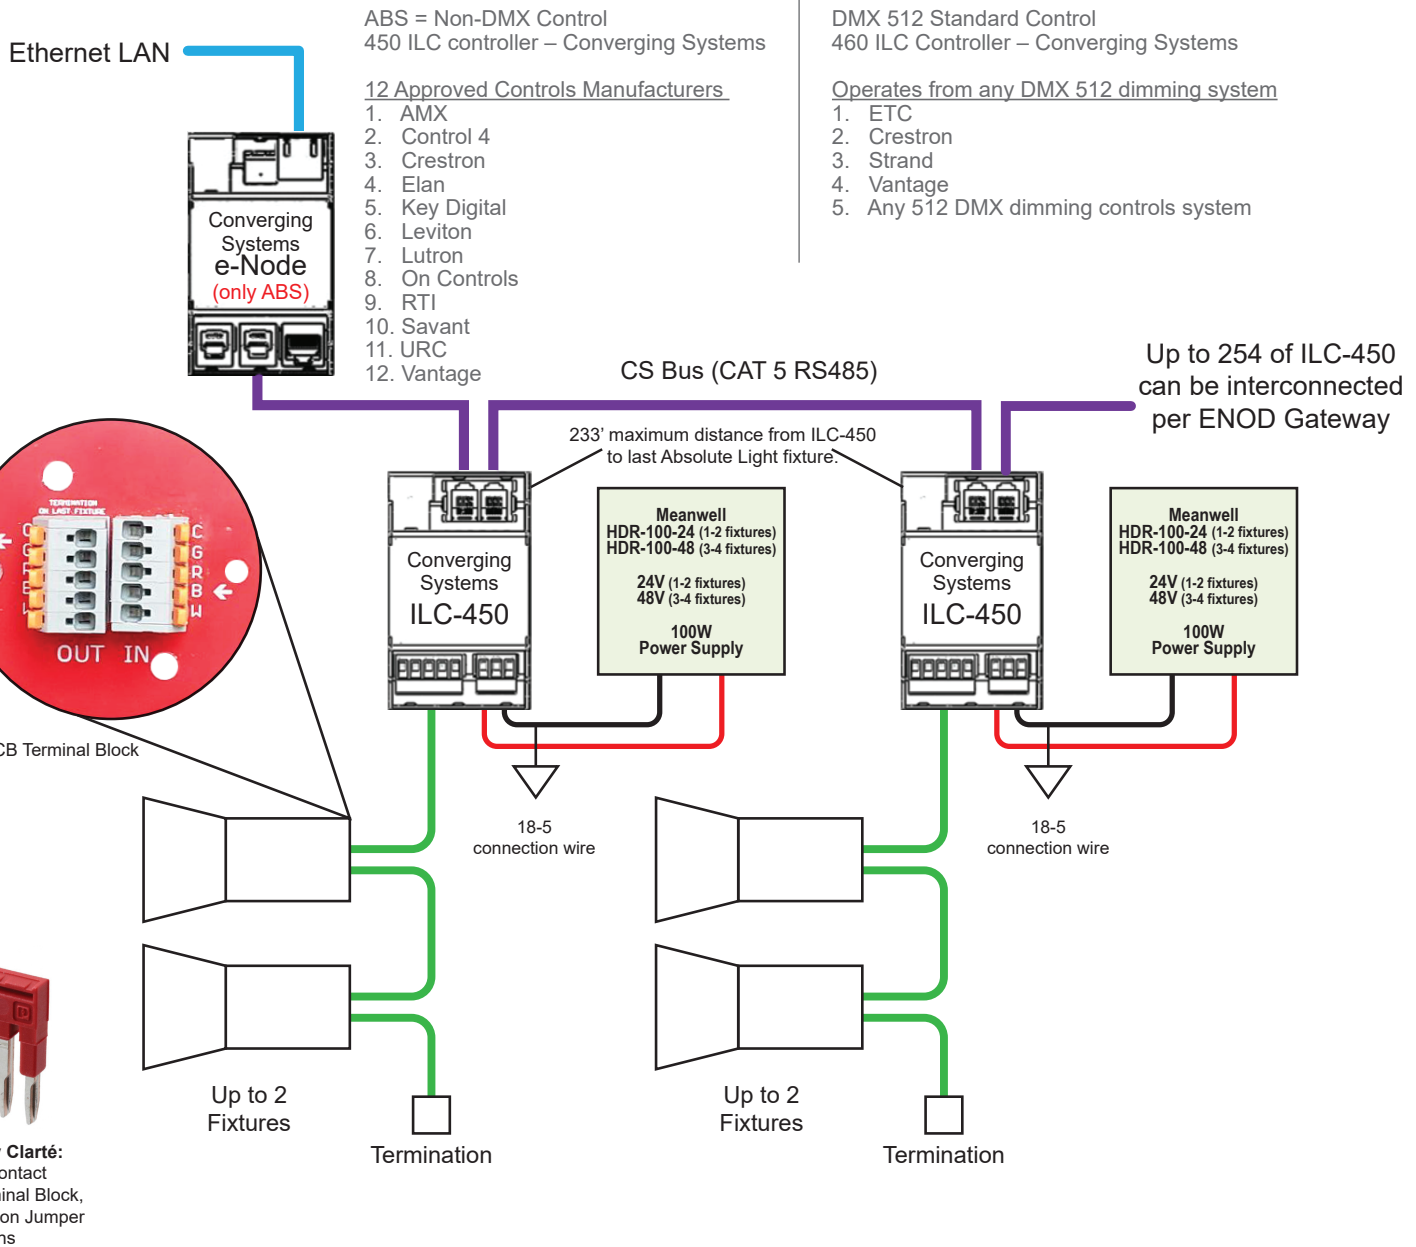 Ethernet LAN
ABS = Non-DMX Control
450 ILC controller – Converging Systems
12 Approved Controls Manufacturers
1. AMX
2. Control 4
3. Crestron
4. Elan
5. Key Digital
6. Leviton
7. Lutron
8. On Controls
9. RTI
10. Savant
11. URC
12. Vantage
DMX 512 Standard Control
460 ILC Controller – Converging Systems
Operates from any DMX 512 dimming system
1. ETC
2. Crestron
3. Strand
4. Vantage
5. Any 512 DMX dimming controls system
Converging
Systems
e-Node
(only ABS)
CS Bus (CAT 5 RS485)
Up to 254 of ILC-450
can be interconnected
per ENOD Gateway
233' maximum distance from ILC-450
to last Absolute Light fixture.
TERMINATION
ON LAST FIXTURE
C
G
R
B
W
OUT IN
CB Terminal Block
Converging
Systems
ILC-450
Meanwell
HDR-100-24 (1-2 fixtures)
HDR-100-48 (3-4 fixtures)
24V (1-2 fixtures)
48V (3-4 fixtures)
100W
Power Supply
Converging
Systems
ILC-450
Meanwell
HDR-100-24 (1-2 fixtures)
HDR-100-48 (3-4 fixtures)
24V (1-2 fixtures)
48V (3-4 fixtures)
100W
Power Supply
18-5
connection wire
18-5
connection wire
Up to 2
Fixtures
Termination
Up to 2
Fixtures
Termination
Clarté:
ontact
inal Block,
on Jumper
ns